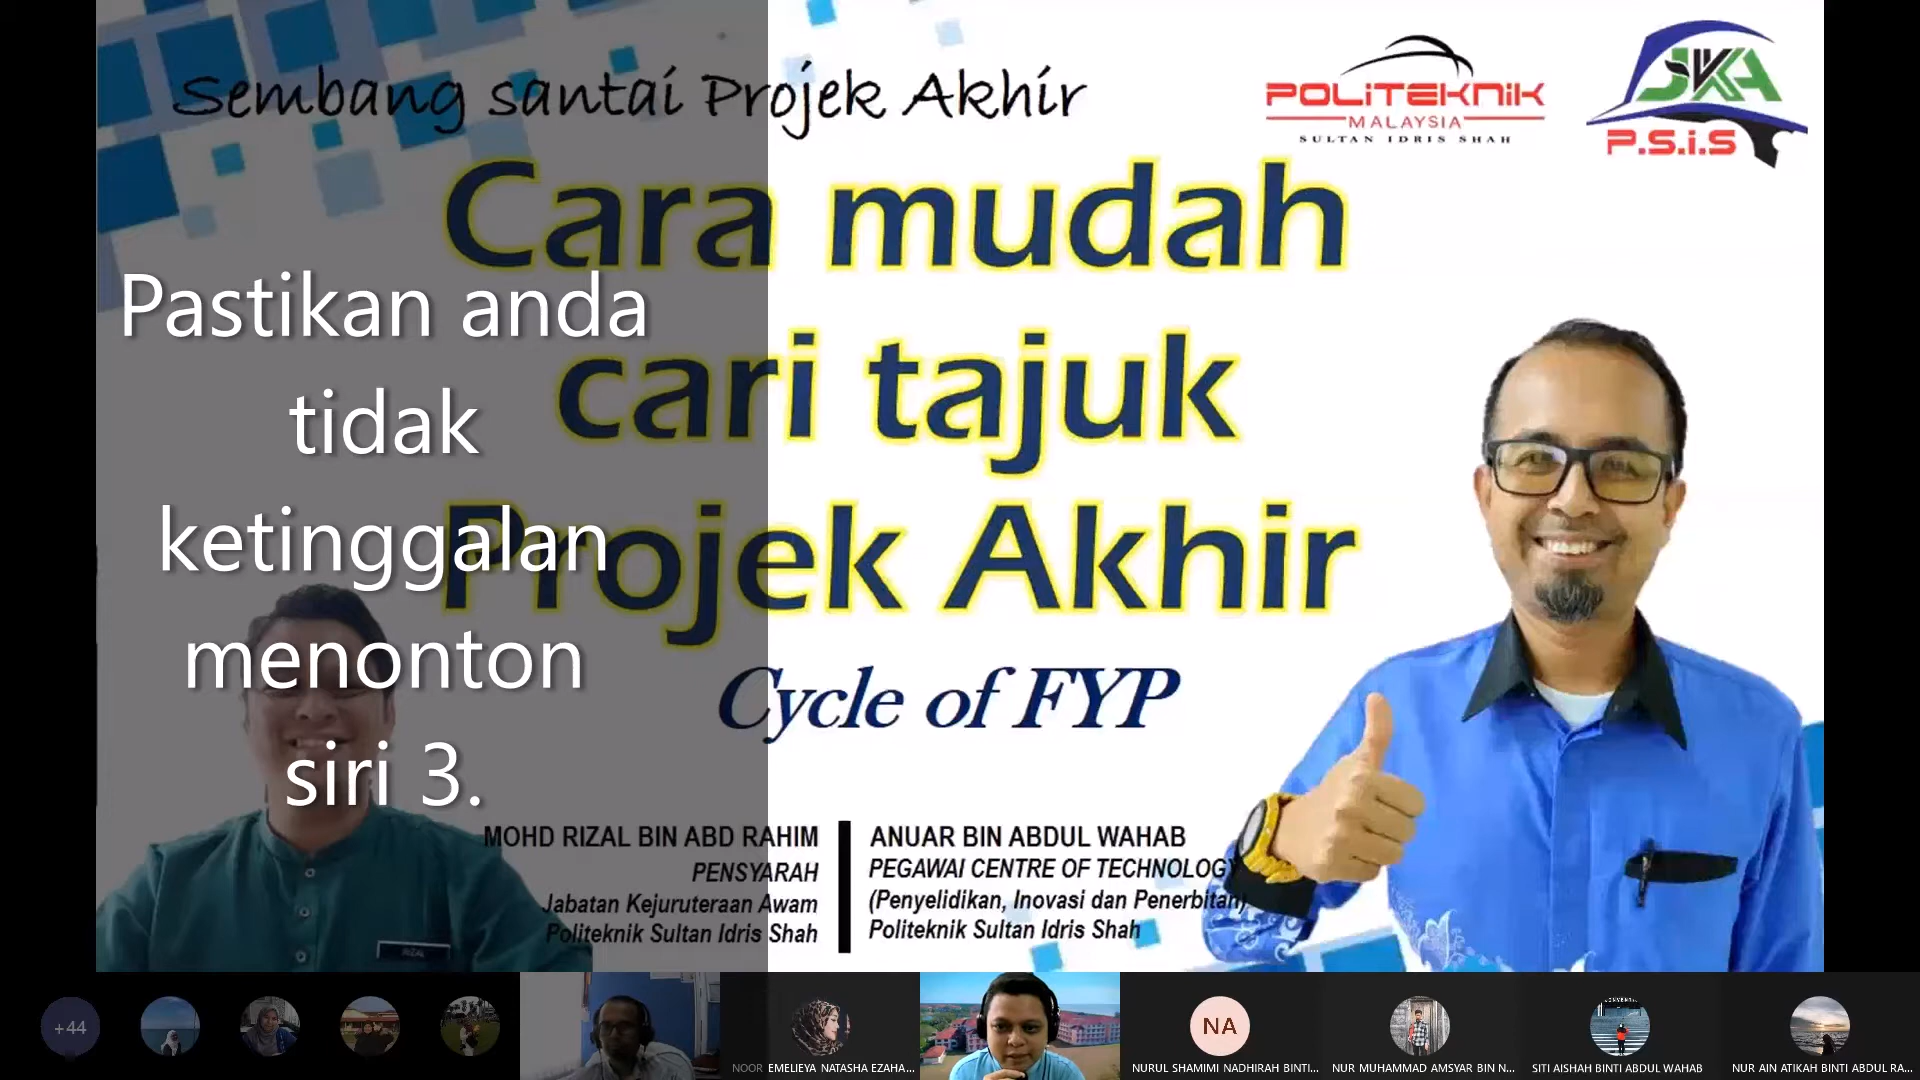 Sembang santai Projek Akhir
POLITEKNIK
MALAYSIA
SULTAN IDRIS SHAH
JKA
P.S.i.S
Cara mudah
cari tajuk
Projek Akhir
Cycle of FYP
Pastikan anda
tidak
ketinggalan
menonton
siri 3.
MOHD RIZAL BIN ABD RAHIM
PENSYARAH
Jabatan Kejuruteraan Awam
Politeknik Sultan Idris Shah
ANUAR BIN ABDUL WAHAB
PEGAWAI CENTRE OF TECHNOLOGY
(Penyelidikan, Inovasi dan Penerbitan)
Politeknik Sultan Idris Shah
RIZAL
+44
NOOR EMELIEYA NATASHA EZAHA...
NA
NURUL SHAMIMI NADHIRAH BINTI...
NUR MUHAMMAD AMSYAR BIN N...
SITI AISHAH BINTI ABDUL WAHAB
NUR AIN ATIKAH BINTI ABDUL RA...